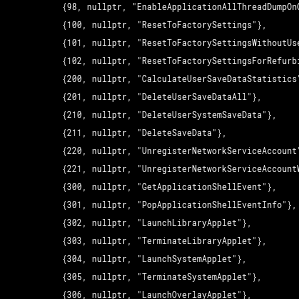 {98, nullptr, "EnableApplicationAllThreadDumpOnC
{100, nullptr, "ResetToFactorySettings"},
{101, nullptr, "ResetToFactorySettingsWithoutUse
{102, nullptr, "ResetToFactorySettingsForRefurbi
{200, nullptr, "CalculateUserSaveDataStatistics"
{201, nullptr, "DeleteUserSaveDataAll"},
{210, nullptr, "DeleteUserSystemSaveData"},
{211, nullptr, "DeleteSaveData"},
{220, nullptr, "UnregisterNetworkServiceAccount"
{221, nullptr, "UnregisterNetworkServiceAccountW
{300, nullptr, "GetApplicationShellEvent"},
{301, nullptr, "PopApplicationShellEventInfo"},
{302, nullptr, "LaunchLibraryApplet"},
{303, nullptr, "TerminateLibraryApplet"},
{304, nullptr, "LaunchSystemApplet"},
{305, nullptr, "TerminateSystemApplet"},
{306, nullptr, "LaunchOverlayApplet"},